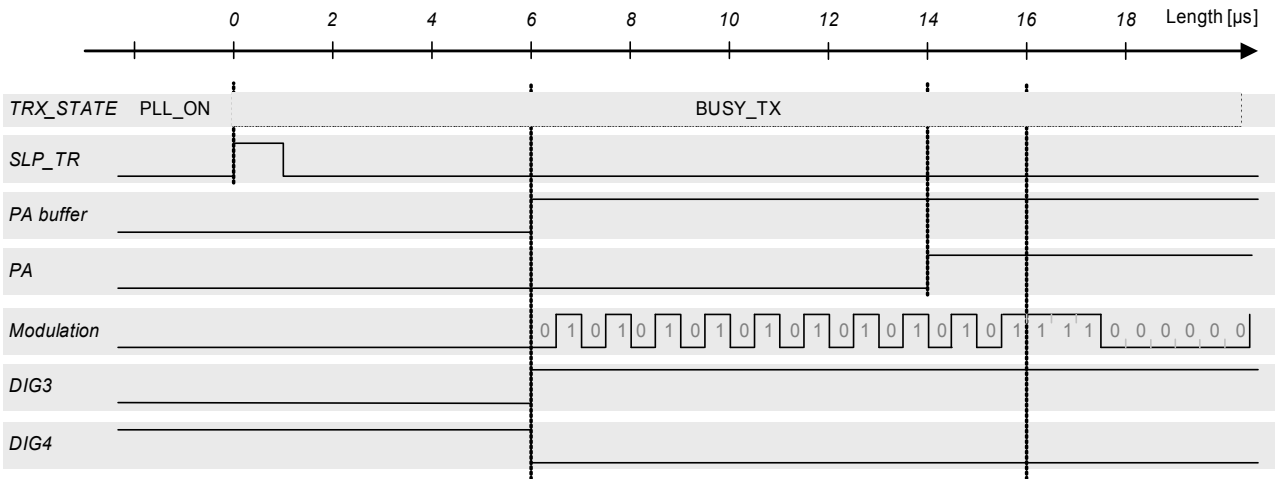 0 2 4 6 8 10 12 14 16 18 Length [µs]
TRX_STATE PLL_ON BUSY_TX
SLP_TR
PA buffer
PA
Modulation 0 1 0 1 0 1 0 1 0 1 0 1 0 1 0 1 0 1 0 1 1 1 1 0 0 0 0 0 0
DIG3
DIG4